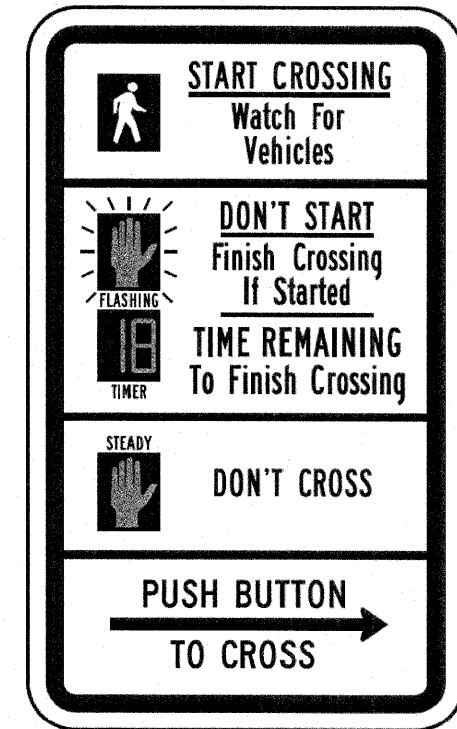 START CROSSING
Watch For
Vehicles
DON'T START
Finish Crossing
If Started
FLASHING
18
TIME REMAINING
To Finish Crossing
TIMER
STEADY
DON'T CROSS
PUSH BUTTON
TO CROSS